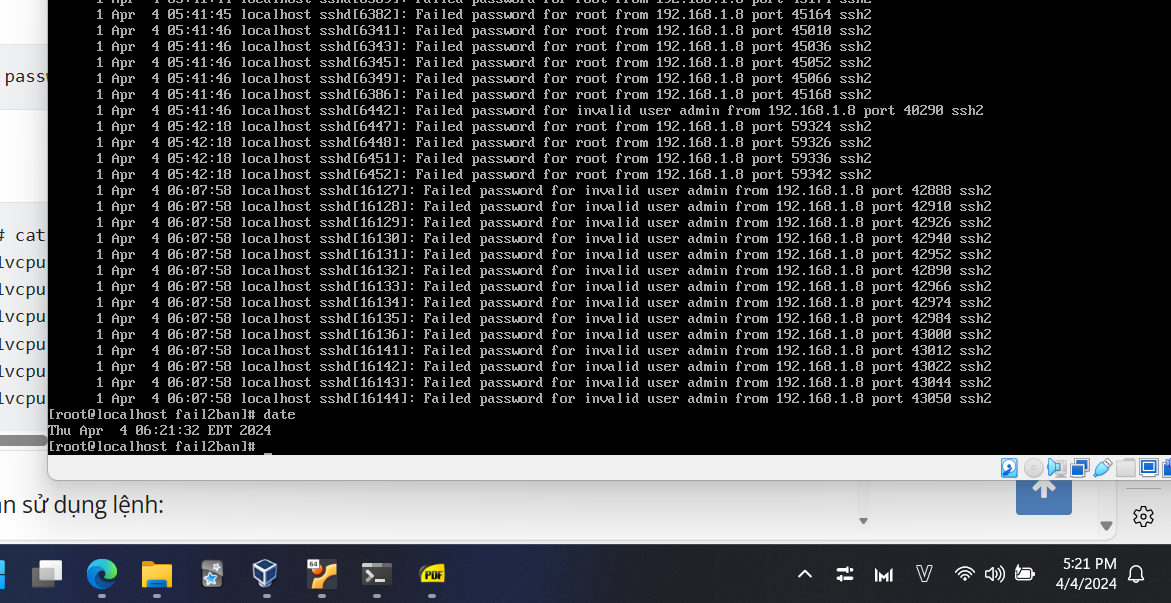 1 Apr  4 05:41:45 localhost sshd[6382]: Failed password for root from 192.168.1.8 port 45164 ssh2
1 Apr  4 05:41:46 localhost sshd[6341]: Failed password for root from 192.168.1.8 port 45010 ssh2
1 Apr  4 05:41:46 localhost sshd[6343]: Failed password for root from 192.168.1.8 port 45036 ssh2
1 Apr  4 05:41:46 localhost sshd[6345]: Failed password for root from 192.168.1.8 port 45052 ssh2
1 Apr  4 05:41:46 localhost sshd[6349]: Failed password for root from 192.168.1.8 port 45066 ssh2
1 Apr  4 05:41:46 localhost sshd[6386]: Failed password for root from 192.168.1.8 port 45168 ssh2
1 Apr  4 05:41:46 localhost sshd[6442]: Failed password for invalid user admin from 192.168.1.8 port 40290 ssh2
1 Apr  4 05:42:18 localhost sshd[6447]: Failed password for root from 192.168.1.8 port 59324 ssh2
1 Apr  4 05:42:18 localhost sshd[6448]: Failed password for root from 192.168.1.8 port 59326 ssh2
1 Apr  4 05:42:18 localhost sshd[6451]: Failed password for root from 192.168.1.8 port 59336 ssh2
1 Apr  4 05:42:18 localhost sshd[6452]: Failed password for root from 192.168.1.8 port 59342 ssh2
1 Apr  4 06:07:58 localhost sshd[16127]: Failed password for invalid user admin from 192.168.1.8 port 42888 ssh2
1 Apr  4 06:07:58 localhost sshd[16128]: Failed password for invalid user admin from 192.168.1.8 port 42910 ssh2
1 Apr  4 06:07:58 localhost sshd[16129]: Failed password for invalid user admin from 192.168.1.8 port 42926 ssh2
1 Apr  4 06:07:58 localhost sshd[16130]: Failed password for invalid user admin from 192.168.1.8 port 42940 ssh2
1 Apr  4 06:07:58 localhost sshd[16131]: Failed password for invalid user admin from 192.168.1.8 port 42952 ssh2
1 Apr  4 06:07:58 localhost sshd[16132]: Failed password for invalid user admin from 192.168.1.8 port 42890 ssh2
1 Apr  4 06:07:58 localhost sshd[16133]: Failed password for invalid user admin from 192.168.1.8 port 42966 ssh2
1 Apr  4 06:07:58 localhost sshd[16134]: Failed password for invalid user admin from 192.168.1.8 port 42974 ssh2
1 Apr  4 06:07:58 localhost sshd[16135]: Failed password for invalid user admin from 192.168.1.8 port 42984 ssh2
1 Apr  4 06:07:58 localhost sshd[16136]: Failed password for invalid user admin from 192.168.1.8 port 43000 ssh2
1 Apr  4 06:07:58 localhost sshd[16141]: Failed password for invalid user admin from 192.168.1.8 port 43012 ssh2
1 Apr  4 06:07:58 localhost sshd[16142]: Failed password for invalid user admin from 192.168.1.8 port 43022 ssh2
1 Apr  4 06:07:58 localhost sshd[16143]: Failed password for invalid user admin from 192.168.1.8 port 43044 ssh2
1 Apr  4 06:07:58 localhost sshd[16144]: Failed password for invalid user admin from 192.168.1.8 port 43050 ssh2
[root@localhost fail2ban]# date
Thu Apr  4 06:21:32 EDT 2024
[root@localhost fail2ban]# _
# cat
vcpu
vcpu
vcpu
vcpu
vcpu
vcpu
sử dụng lệnh:
64
PDF
5:21 PM
4/4/2024